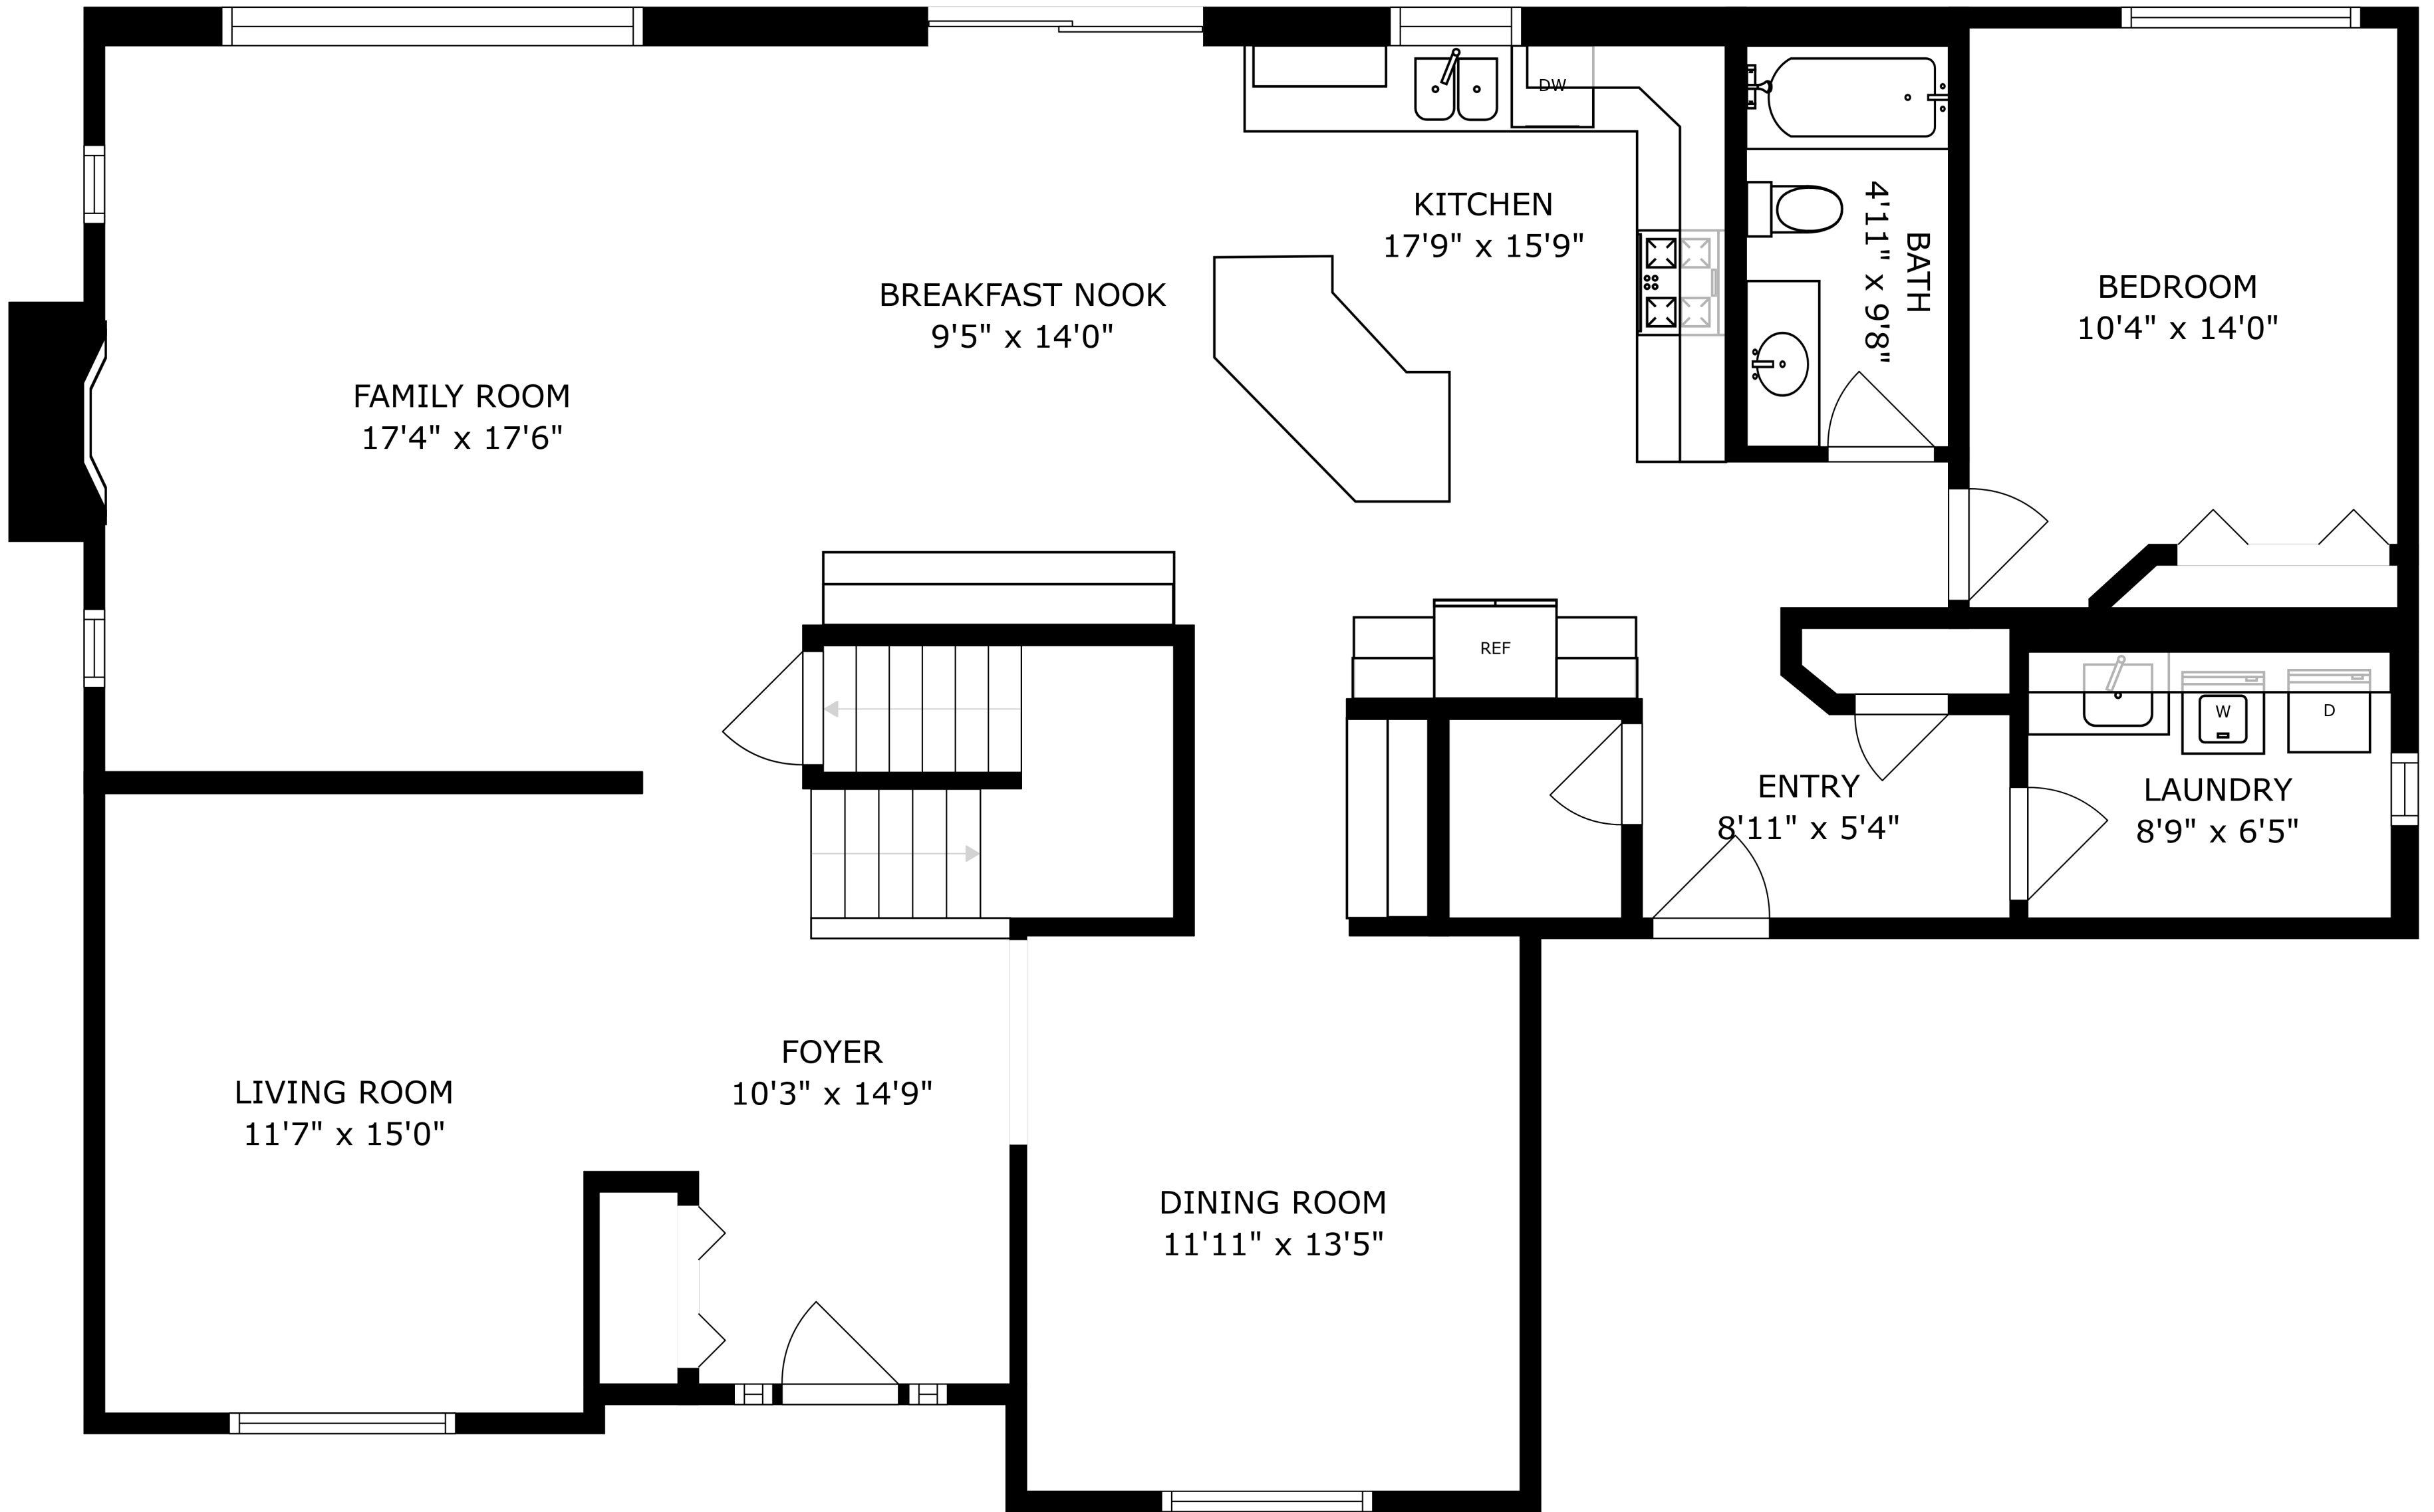 DW
KITCHEN
17'9" x 15'9"
BATH
4'11" x 9'8"
BEDROOM
10'4" x 14'0"
BREAKFAST NOOK
9'5" x 14'0"
FAMILY ROOM
17'4" x 17'6"
REF
W
D
ENTRY
8'11" x 5'4"
LAUNDRY
8'9" x 6'5"
FOYER
10'3" x 14'9"
LIVING ROOM
11'7" x 15'0"
DINING ROOM
11'11" x 13'5"